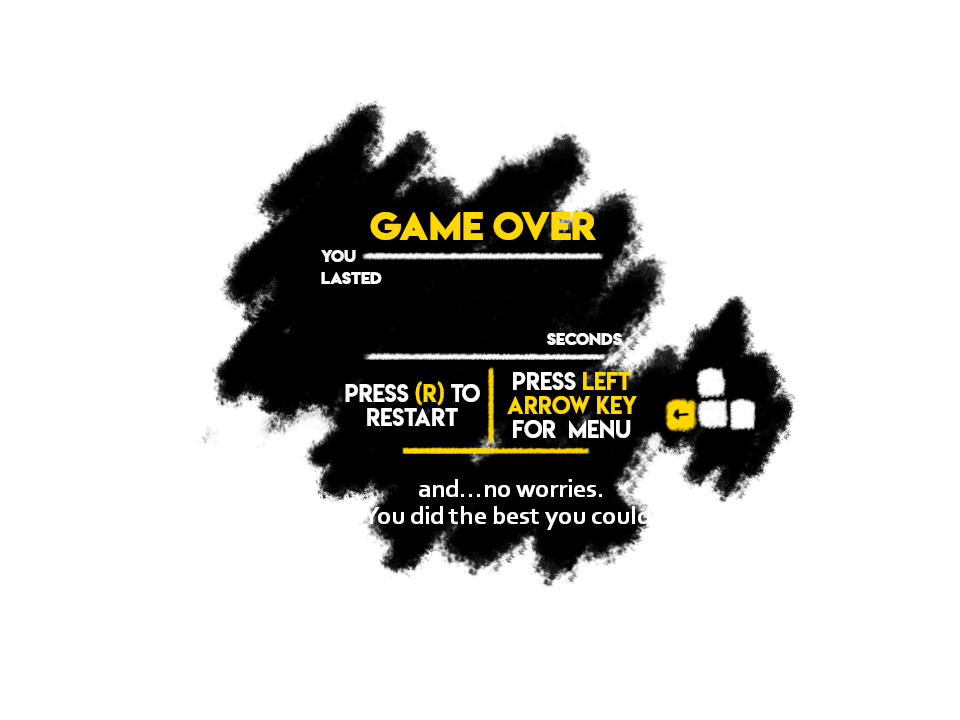 GAME OVER
YOU
LASTED
SECONDS
PRESS (R) TO
RESTART
PRESS LEFT
ARROW KEY
FOR MENU
and...no worries.
You did the best you could